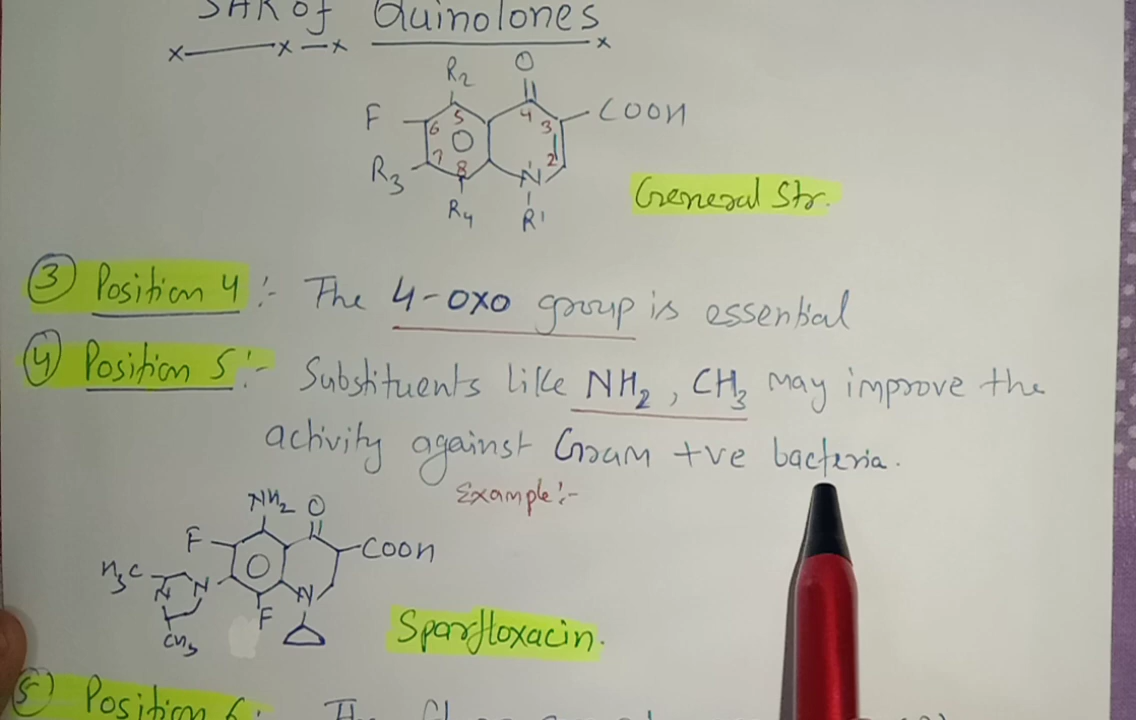 SAR of Quinolones
x x x x
R2 O
F 5 4 3 COOH
6 O
R3 7 8 N 2
R4 R'
General Str.
③ Position 4 :- The 4-oxo group is essential
④ Position 5 :- Substituents like NH2, CH3 may improve the
activity against Gram +ve bacteria.
Example :-
NH2 O
F COOH
H3C N N N
CH3 F
Sparfloxacin.
⑤ Position 6 :- The